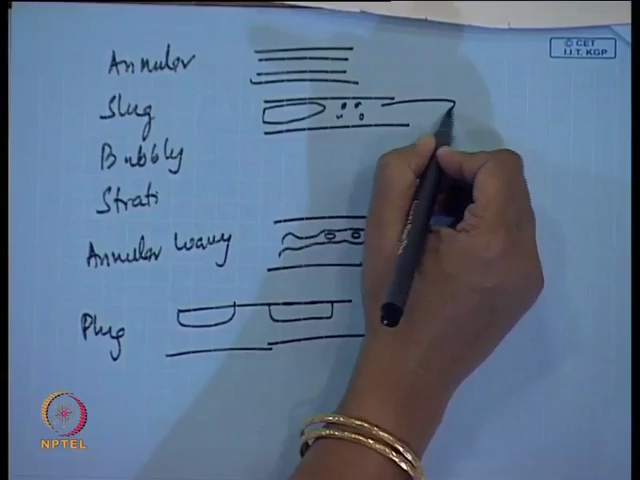 Annular
© CET
I.I.T. KGP
Slug
Bubbly
Strati
Annular Wavy
Plug
NPTEL